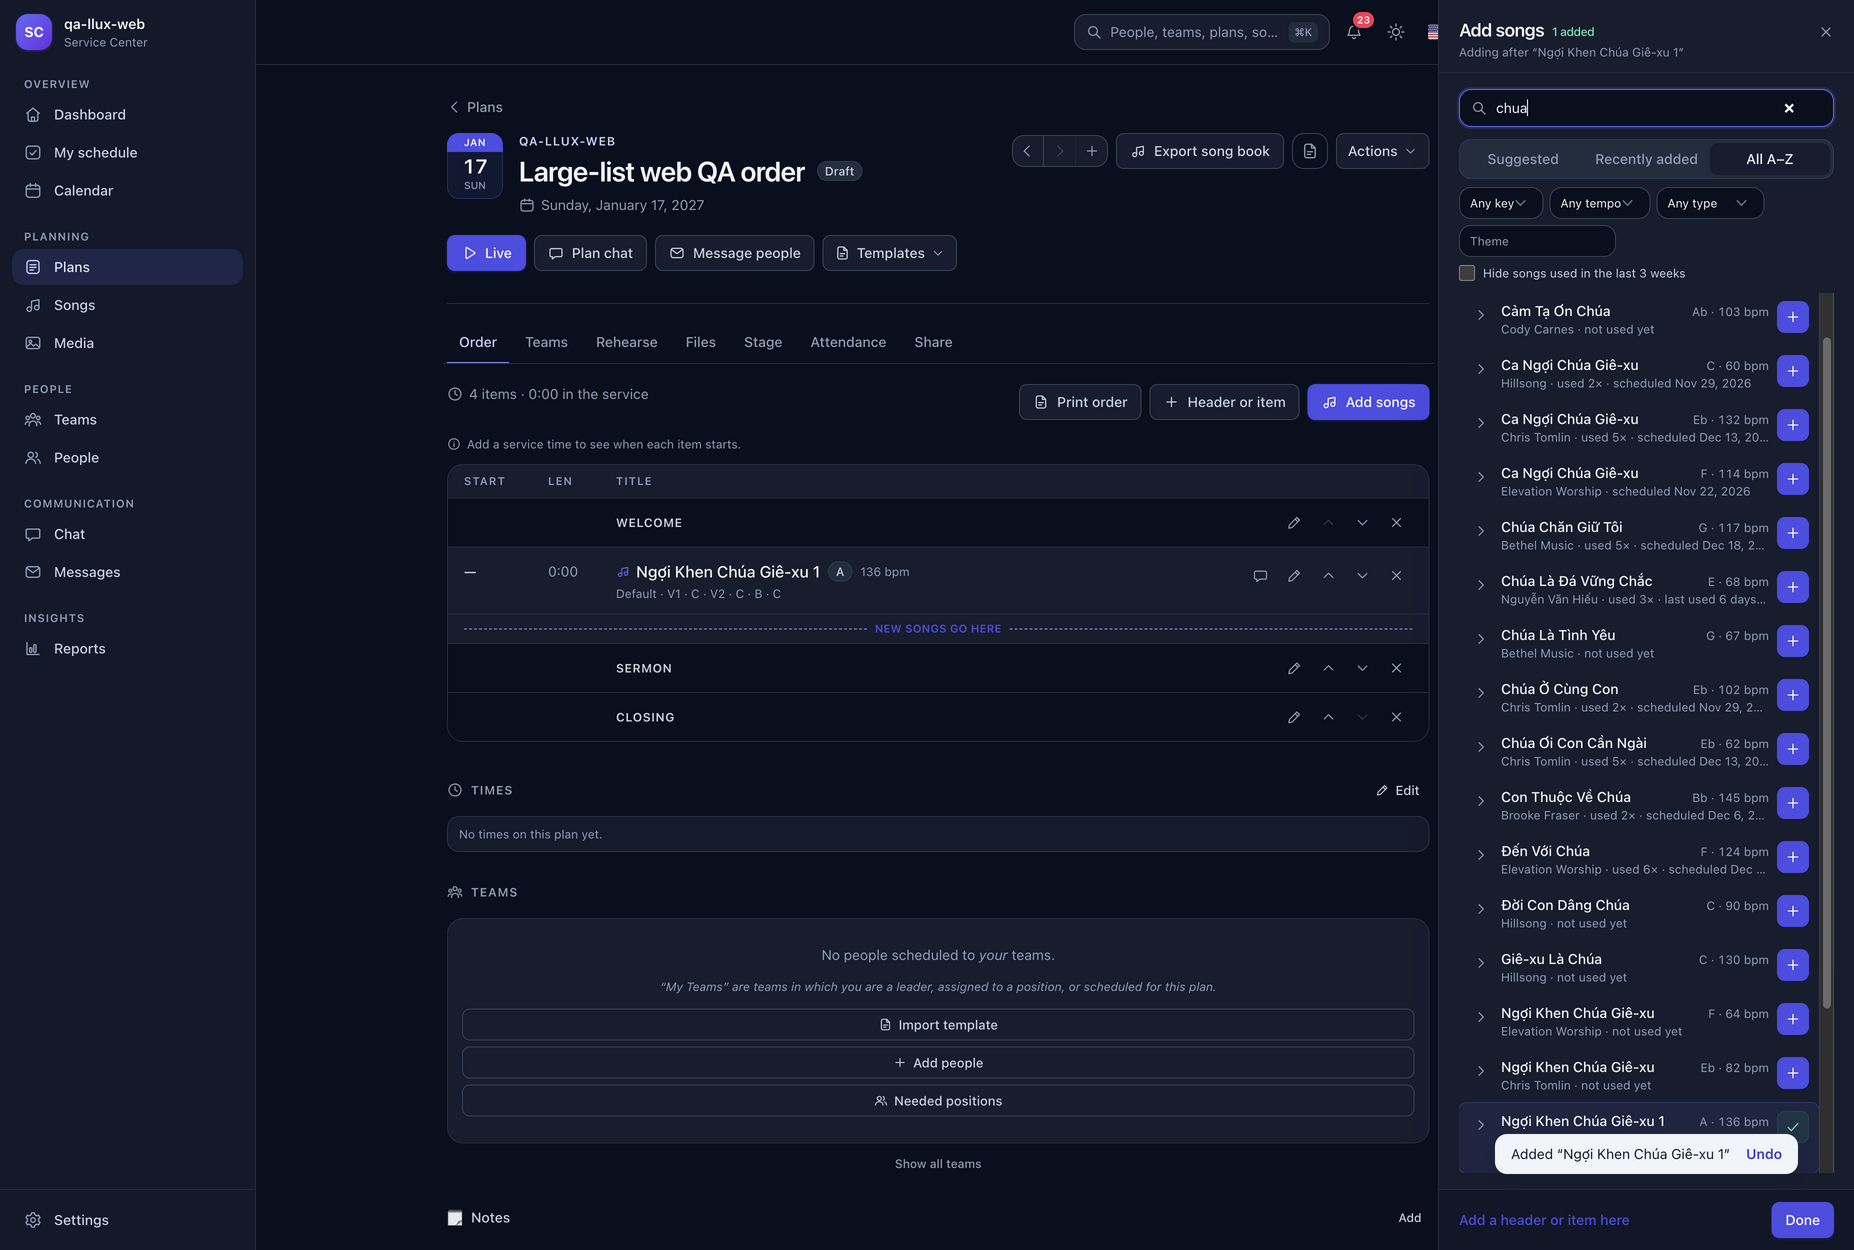 SC
qa-llux-web
Service Center
OVERVIEW
Dashboard
My schedule
Calendar
PLANNING
Plans
Songs
Media
PEOPLE
Teams
People
COMMUNICATION
Chat
Messages
INSIGHTS
Reports
Settings
People, teams, plans, so... ⌘K
23
Plans
JAN
17
SUN
QA-LLUX-WEB
Large-list web QA order Draft
Sunday, January 17, 2027
Export song book
Actions
Live
Plan chat
Message people
Templates
Order Teams Rehearse Files Stage Attendance Share
4 items · 0:00 in the service
Print order
Header or item
Add songs
Add a service time to see when each item starts.
START LEN TITLE
WELCOME
— 0:00 Ngợi Khen Chúa Giê-xu 1 A 136 bpm
Default · V1 · C · V2 · C · B · C
NEW SONGS GO HERE
SERMON
CLOSING
TIMES
Edit
No times on this plan yet.
TEAMS
No people scheduled to your teams.
“My Teams” are teams in which you are a leader, assigned to a position, or scheduled for this plan.
Import template
Add people
Needed positions
Show all teams
Notes
Add
Add songs 1 added
Adding after “Ngợi Khen Chúa Giê-xu 1”
chua
Suggested Recently added All A–Z
Any key Any tempo Any type
Theme
Hide songs used in the last 3 weeks
Cảm Tạ Ơn Chúa Ab · 103 bpm
Cody Carnes · not used yet
Ca Ngợi Chúa Giê-xu C · 60 bpm
Hillsong · used 2× · scheduled Nov 29, 2026
Ca Ngợi Chúa Giê-xu Eb · 132 bpm
Chris Tomlin · used 5× · scheduled Dec 13, 20...
Ca Ngợi Chúa Giê-xu F · 114 bpm
Elevation Worship · scheduled Nov 22, 2026
Chúa Chăn Giữ Tôi G · 117 bpm
Bethel Music · used 5× · scheduled Dec 18, 2...
Chúa Là Đá Vững Chắc E · 68 bpm
Nguyễn Văn Hiếu · used 3× · last used 6 days...
Chúa Là Tình Yêu G · 67 bpm
Bethel Music · not used yet
Chúa Ở Cùng Con Eb · 102 bpm
Chris Tomlin · used 2× · scheduled Nov 29, 2...
Chúa Ơi Con Cần Ngài Eb · 62 bpm
Chris Tomlin · used 5× · scheduled Dec 13, 20...
Con Thuộc Về Chúa Bb · 145 bpm
Brooke Fraser · used 2× · scheduled Dec 6, 2...
Đến Với Chúa F · 124 bpm
Elevation Worship · used 6× · scheduled Dec ...
Đời Con Dâng Chúa C · 90 bpm
Hillsong · not used yet
Giê-xu Là Chúa C · 130 bpm
Hillsong · not used yet
Ngợi Khen Chúa Giê-xu F · 64 bpm
Elevation Worship · not used yet
Ngợi Khen Chúa Giê-xu Eb · 82 bpm
Chris Tomlin · not used yet
Ngợi Khen Chúa Giê-xu 1 A · 136 bpm
Added “Ngợi Khen Chúa Giê-xu 1” Undo
Add a header or item here
Done